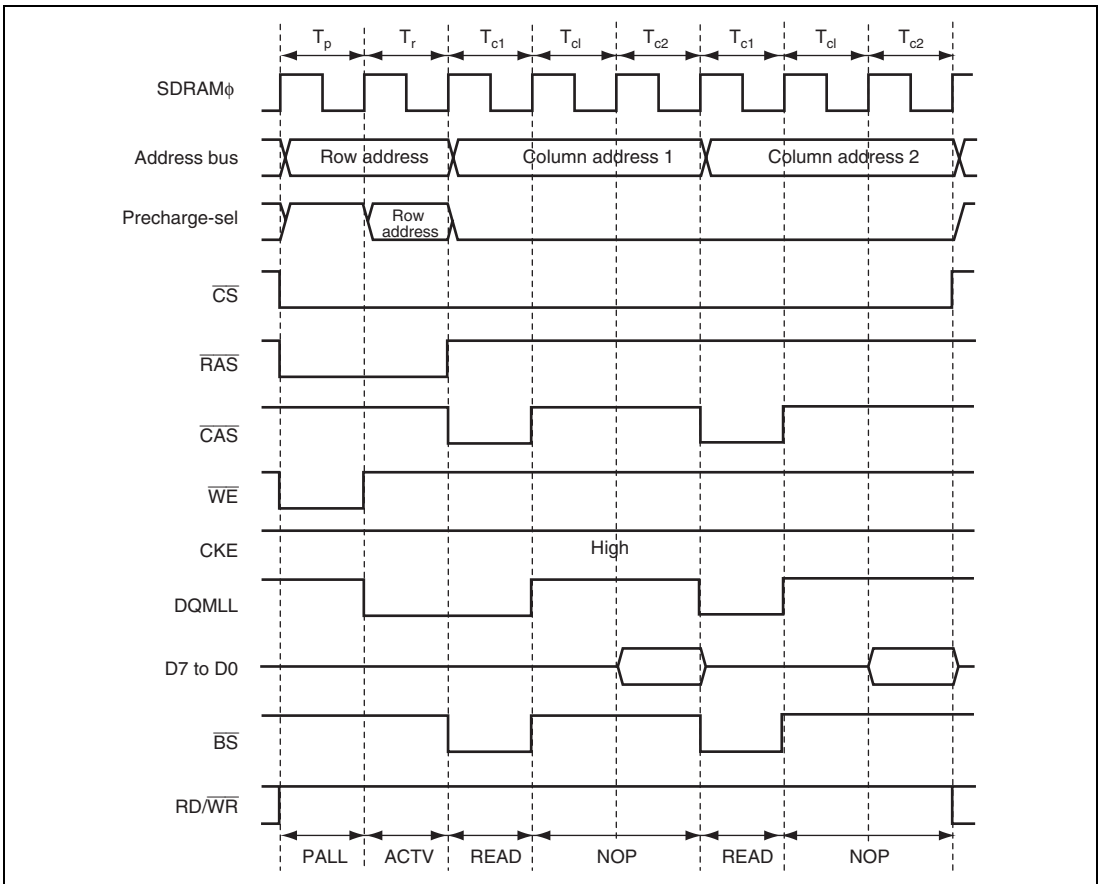 Tp Tr Tc1 Tcl Tc2 Tc1 Tcl Tc2
SDRAMφ
Address bus Row address Column address 1 Column address 2
Precharge-sel Row address
CS
RAS
CAS
WE
CKE High
DQMLL
D7 to D0
BS
RD/WR
PALL ACTV READ NOP READ NOP